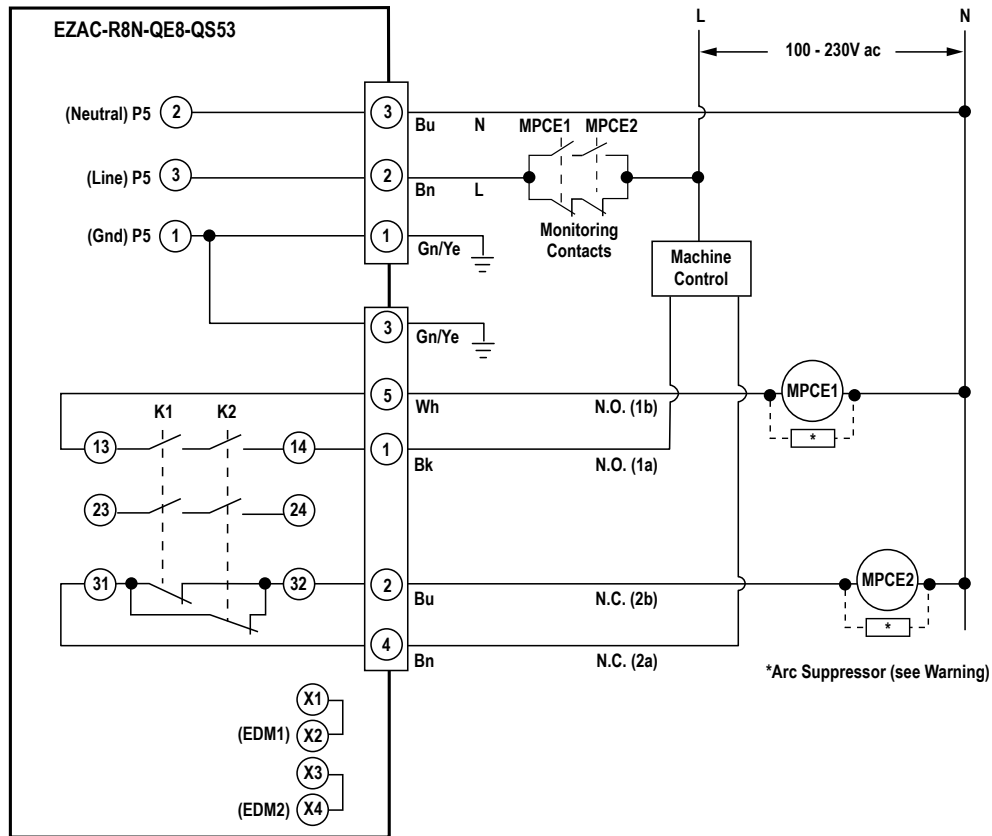 EZAC-R8N-QE8-QS53
L
N
100 - 230V ac
(Neutral) P5 2
3
Bu N
MPCE1 MPCE2
(Line) P5 3
2
Bn L
Monitoring
Contacts
(Gnd) P5 1
1
Gn/Ye
Machine
Control
3
Gn/Ye
5
Wh
N.O. (1b)
MPCE1
*
K1 K2
13
14
1
Bk
N.O. (1a)
23
24
31
32
2
Bu
N.C. (2b)
MPCE2
*
4
Bn
N.C. (2a)
*Arc Suppressor (see Warning)
X1
(EDM1) X2
X3
(EDM2) X4